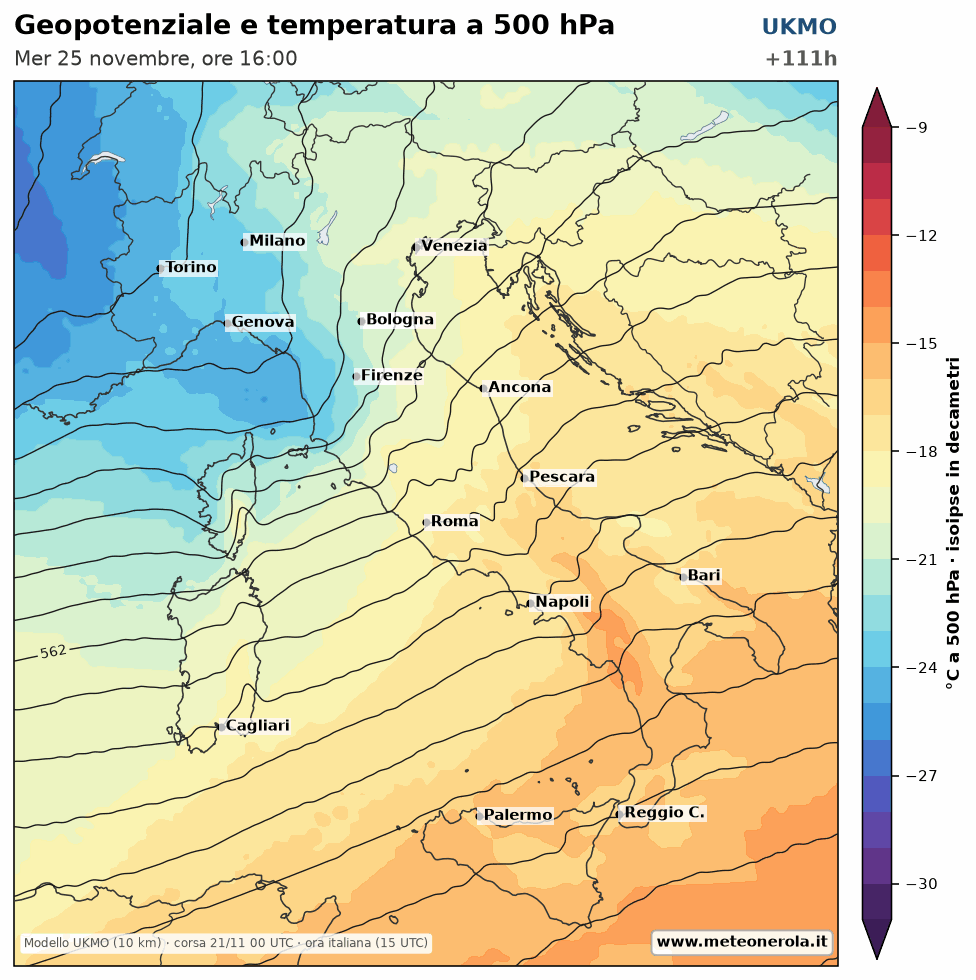 Geopotenziale e temperatura a 500 hPa
UKMO
Mer 25 novembre, ore 16:00
+111h
Milano
Venezia
Torino
Genova
Bologna
Firenze
Ancona
Pescara
Roma
Bari
Napoli
562
Cagliari
Palermo
Reggio C.
−9
−12
−15
−18
−21
−24
−27
−30
°C a 500 hPa · isoipse in decametri
Modello UKMO (10 km) · corsa 21/11 00 UTC · ora italiana (15 UTC)
www.meteonerola.it